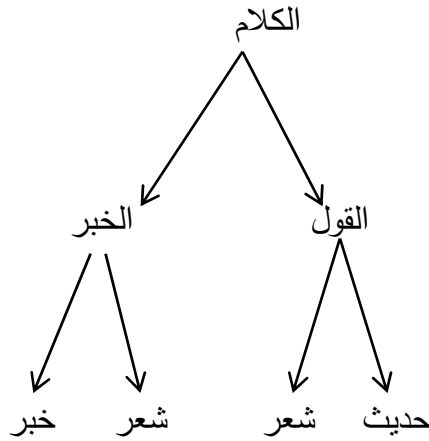 الكلام
القول الخبر
حديث شعر شعر خبر